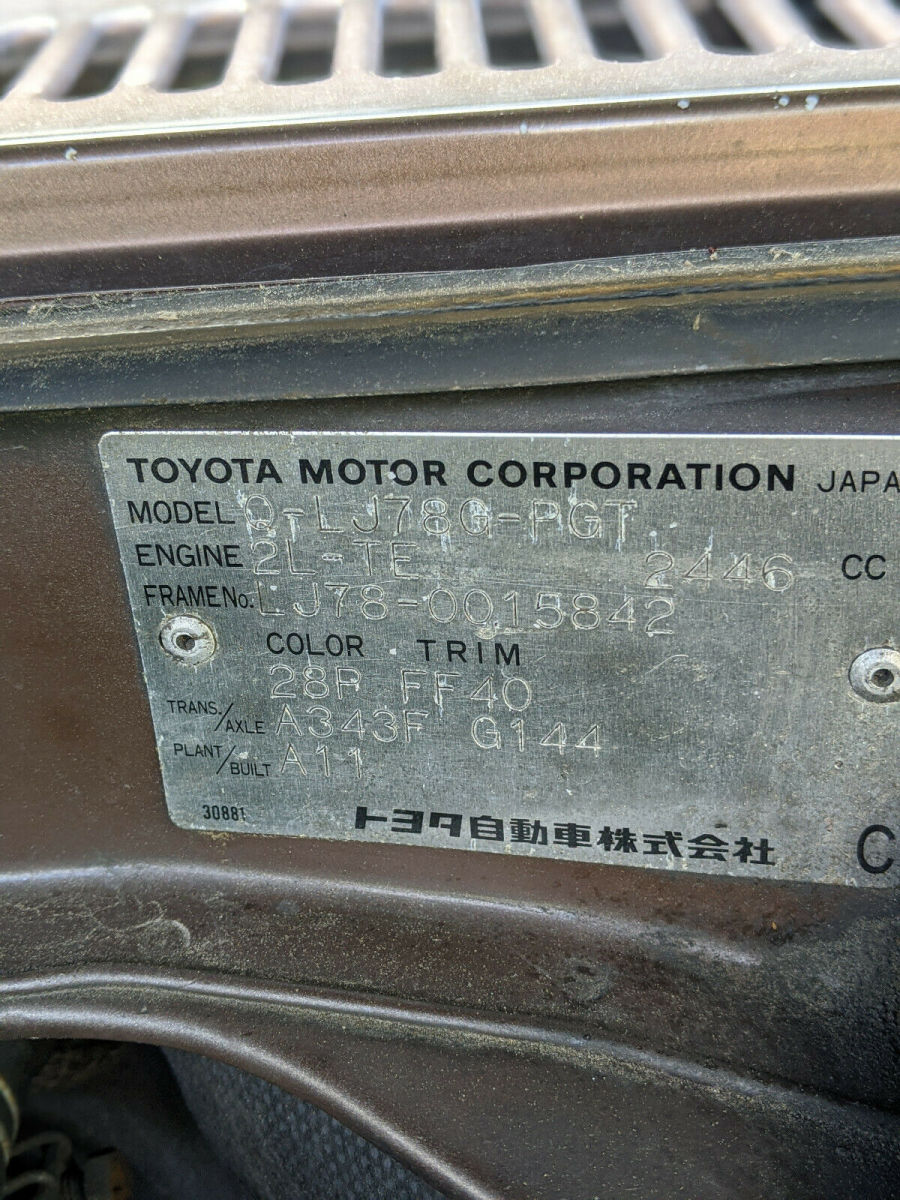 TOYOTA MOTOR CORPORATION JAPA
MODEL Q-LJ78G-PGT
ENGINE 2L-TE 2446 CC
FRAME No. LJ78-0015842
COLOR TRIM
28P FF40
TRANS./AXLE A343F G144
PLANT/BUILT A11
30881 トヨタ自動車株式会社 C